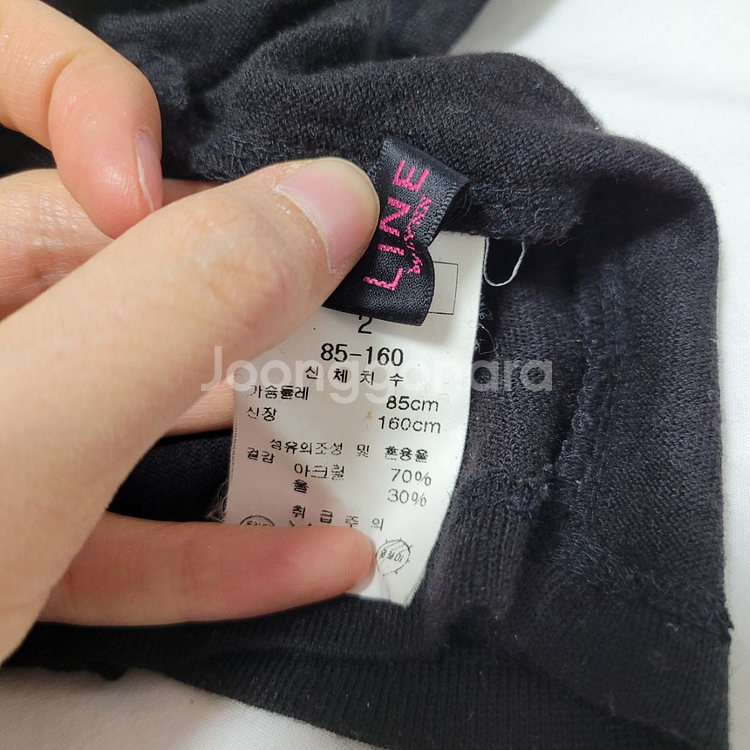 LINE
2
85-160
신체치수
가슴둘레 85cm
신장 160cm
섬유의조성 및 혼용율
겉감 아크릴 70%
울 30%
취급주의
Joonggonara